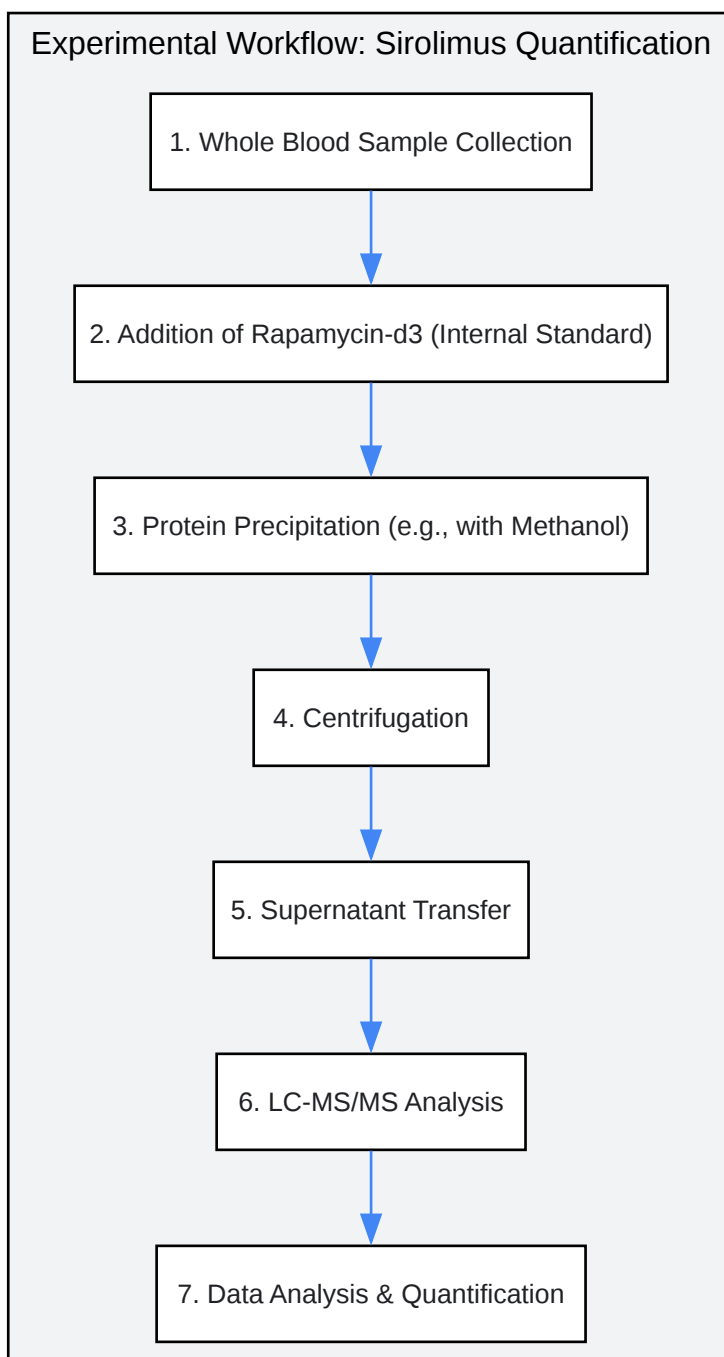 Experimental Workflow: Sirolimus Quantification
1. Whole Blood Sample Collection
2. Addition of Rapamycin-d3 (Internal Standard)
3. Protein Precipitation (e.g., with Methanol)
4. Centrifugation
5. Supernatant Transfer
6. LC-MS/MS Analysis
7. Data Analysis & Quantification